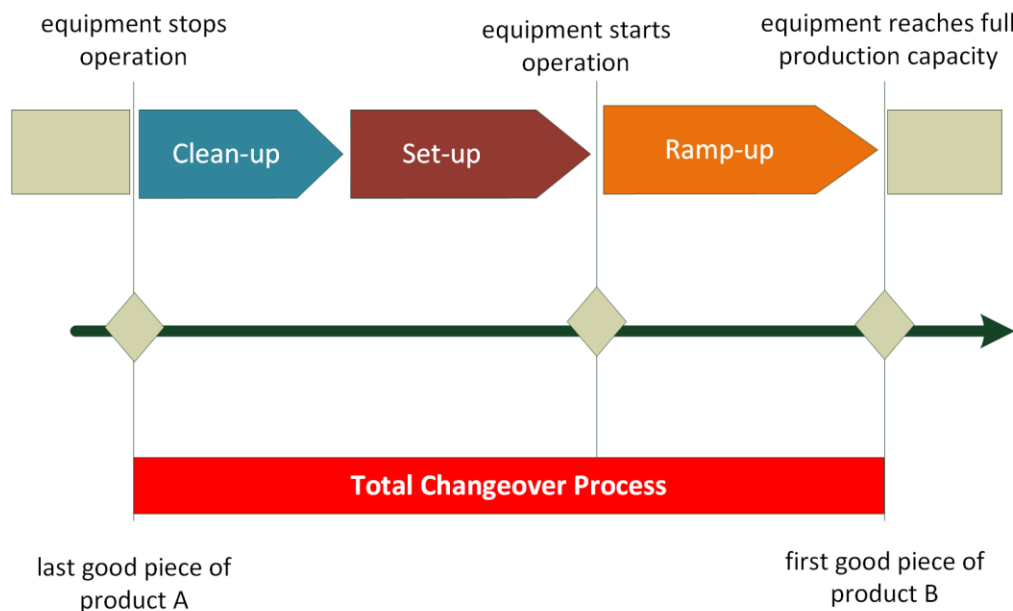 equipment stops
operation
equipment starts
operation
equipment reaches full
production capacity
Clean-up
Set-up
Ramp-up
Total Changeover Process
last good piece of
product A
first good piece of
product B